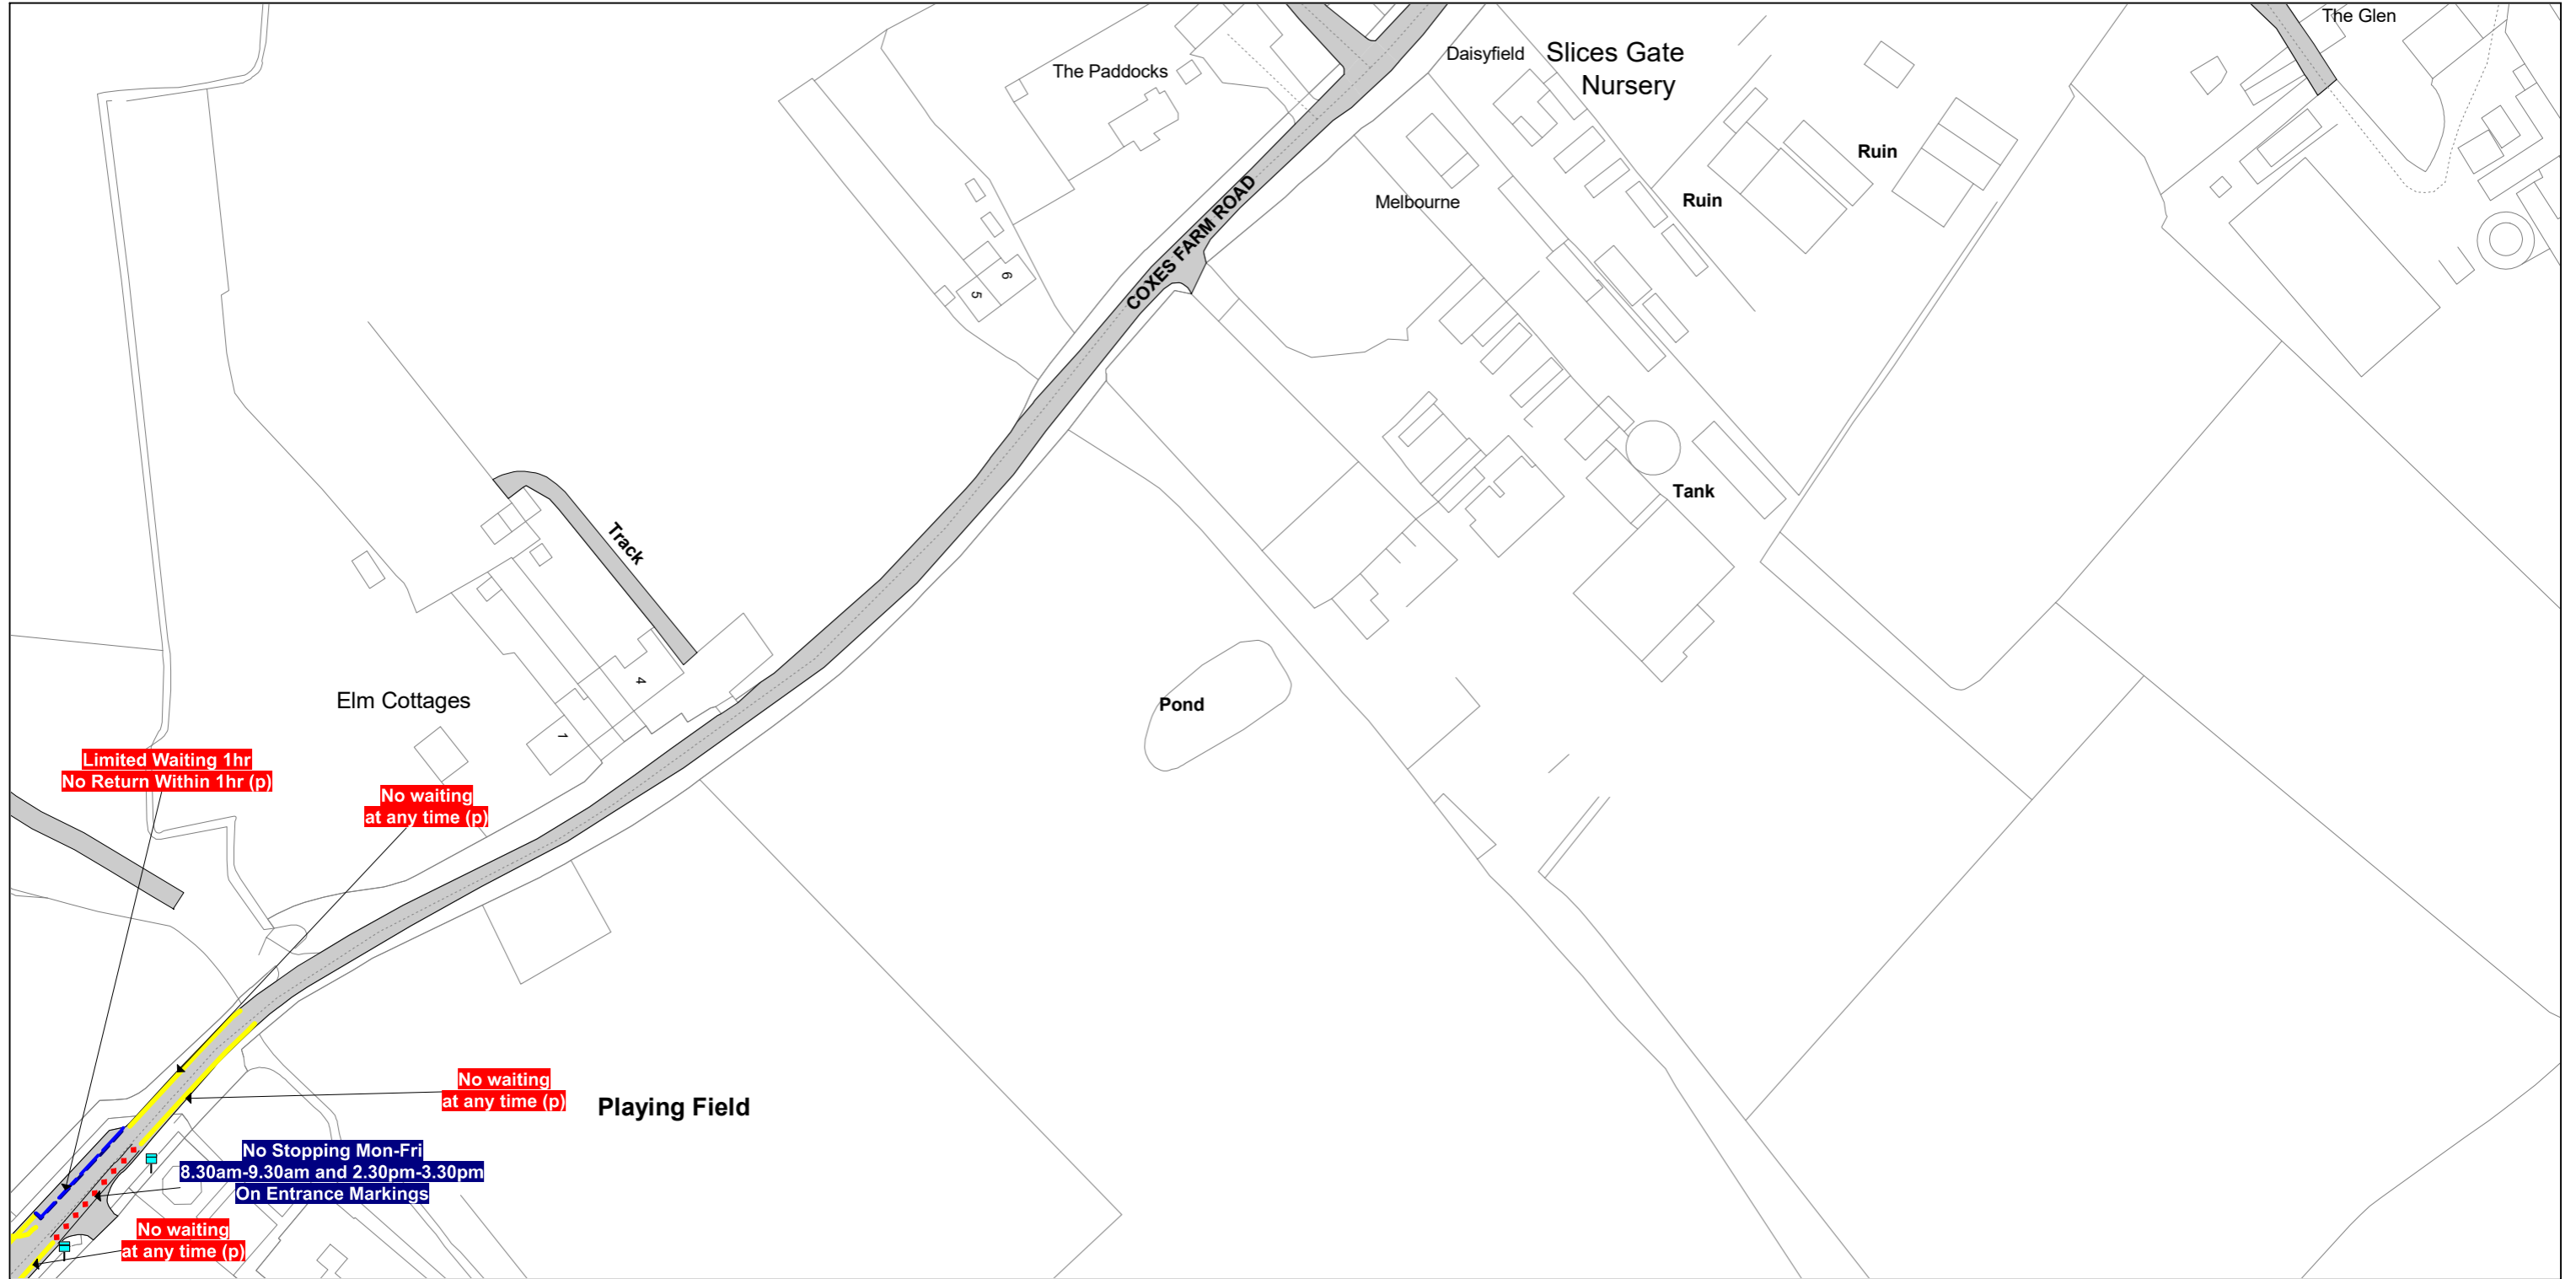 The Glen
Daisyfield
Slices Gate
Nursery
The Paddocks
Ruin
Melbourne
Ruin
COXES FARM ROAD
6
5
Tank
Track
4
Elm Cottages
Pond
1
Limited Waiting 1hr
No Return Within 1hr (p)
No waiting
at any time (p)
No waiting
at any time (p)
Playing Field
No Stopping Mon-Fri
8.30am-9.30am and 2.30pm-3.30pm
On Entrance Markings
No waiting
at any time (p)